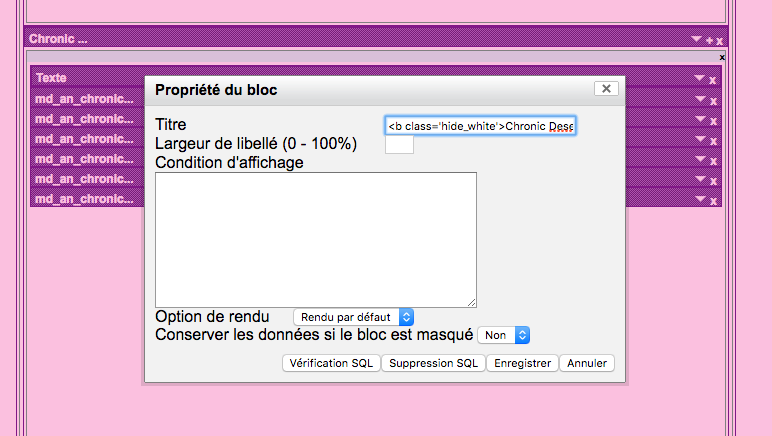 Chronic ...
Texte
md_an_chronic...
md_an_chronic...
md_an_chronic...
md_an_chronic...
md_an_chronic...
md_an_chronic...
Propriété du bloc
Titre
<b class='hide_white'>Chronic Desc
Largeur de libellé (0 - 100%)
Condition d'affichage
Option de rendu Rendu par défaut
Conserver les données si le bloc est masqué Non
Vérification SQL Suppression SQL Enregistrer Annuler